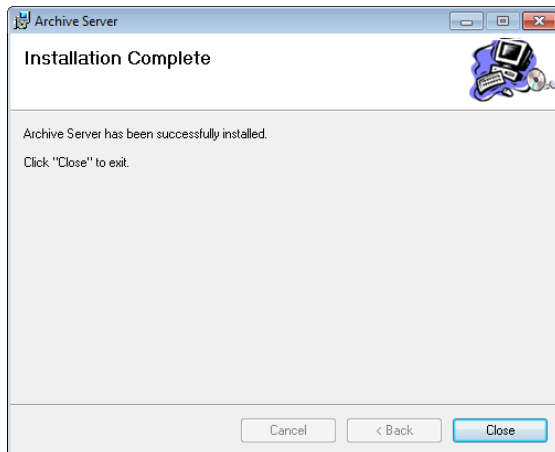 Archive Server
Installation Complete
Archive Server has been successfully installed.
Click "Close" to exit.
Cancel
< Back
Close